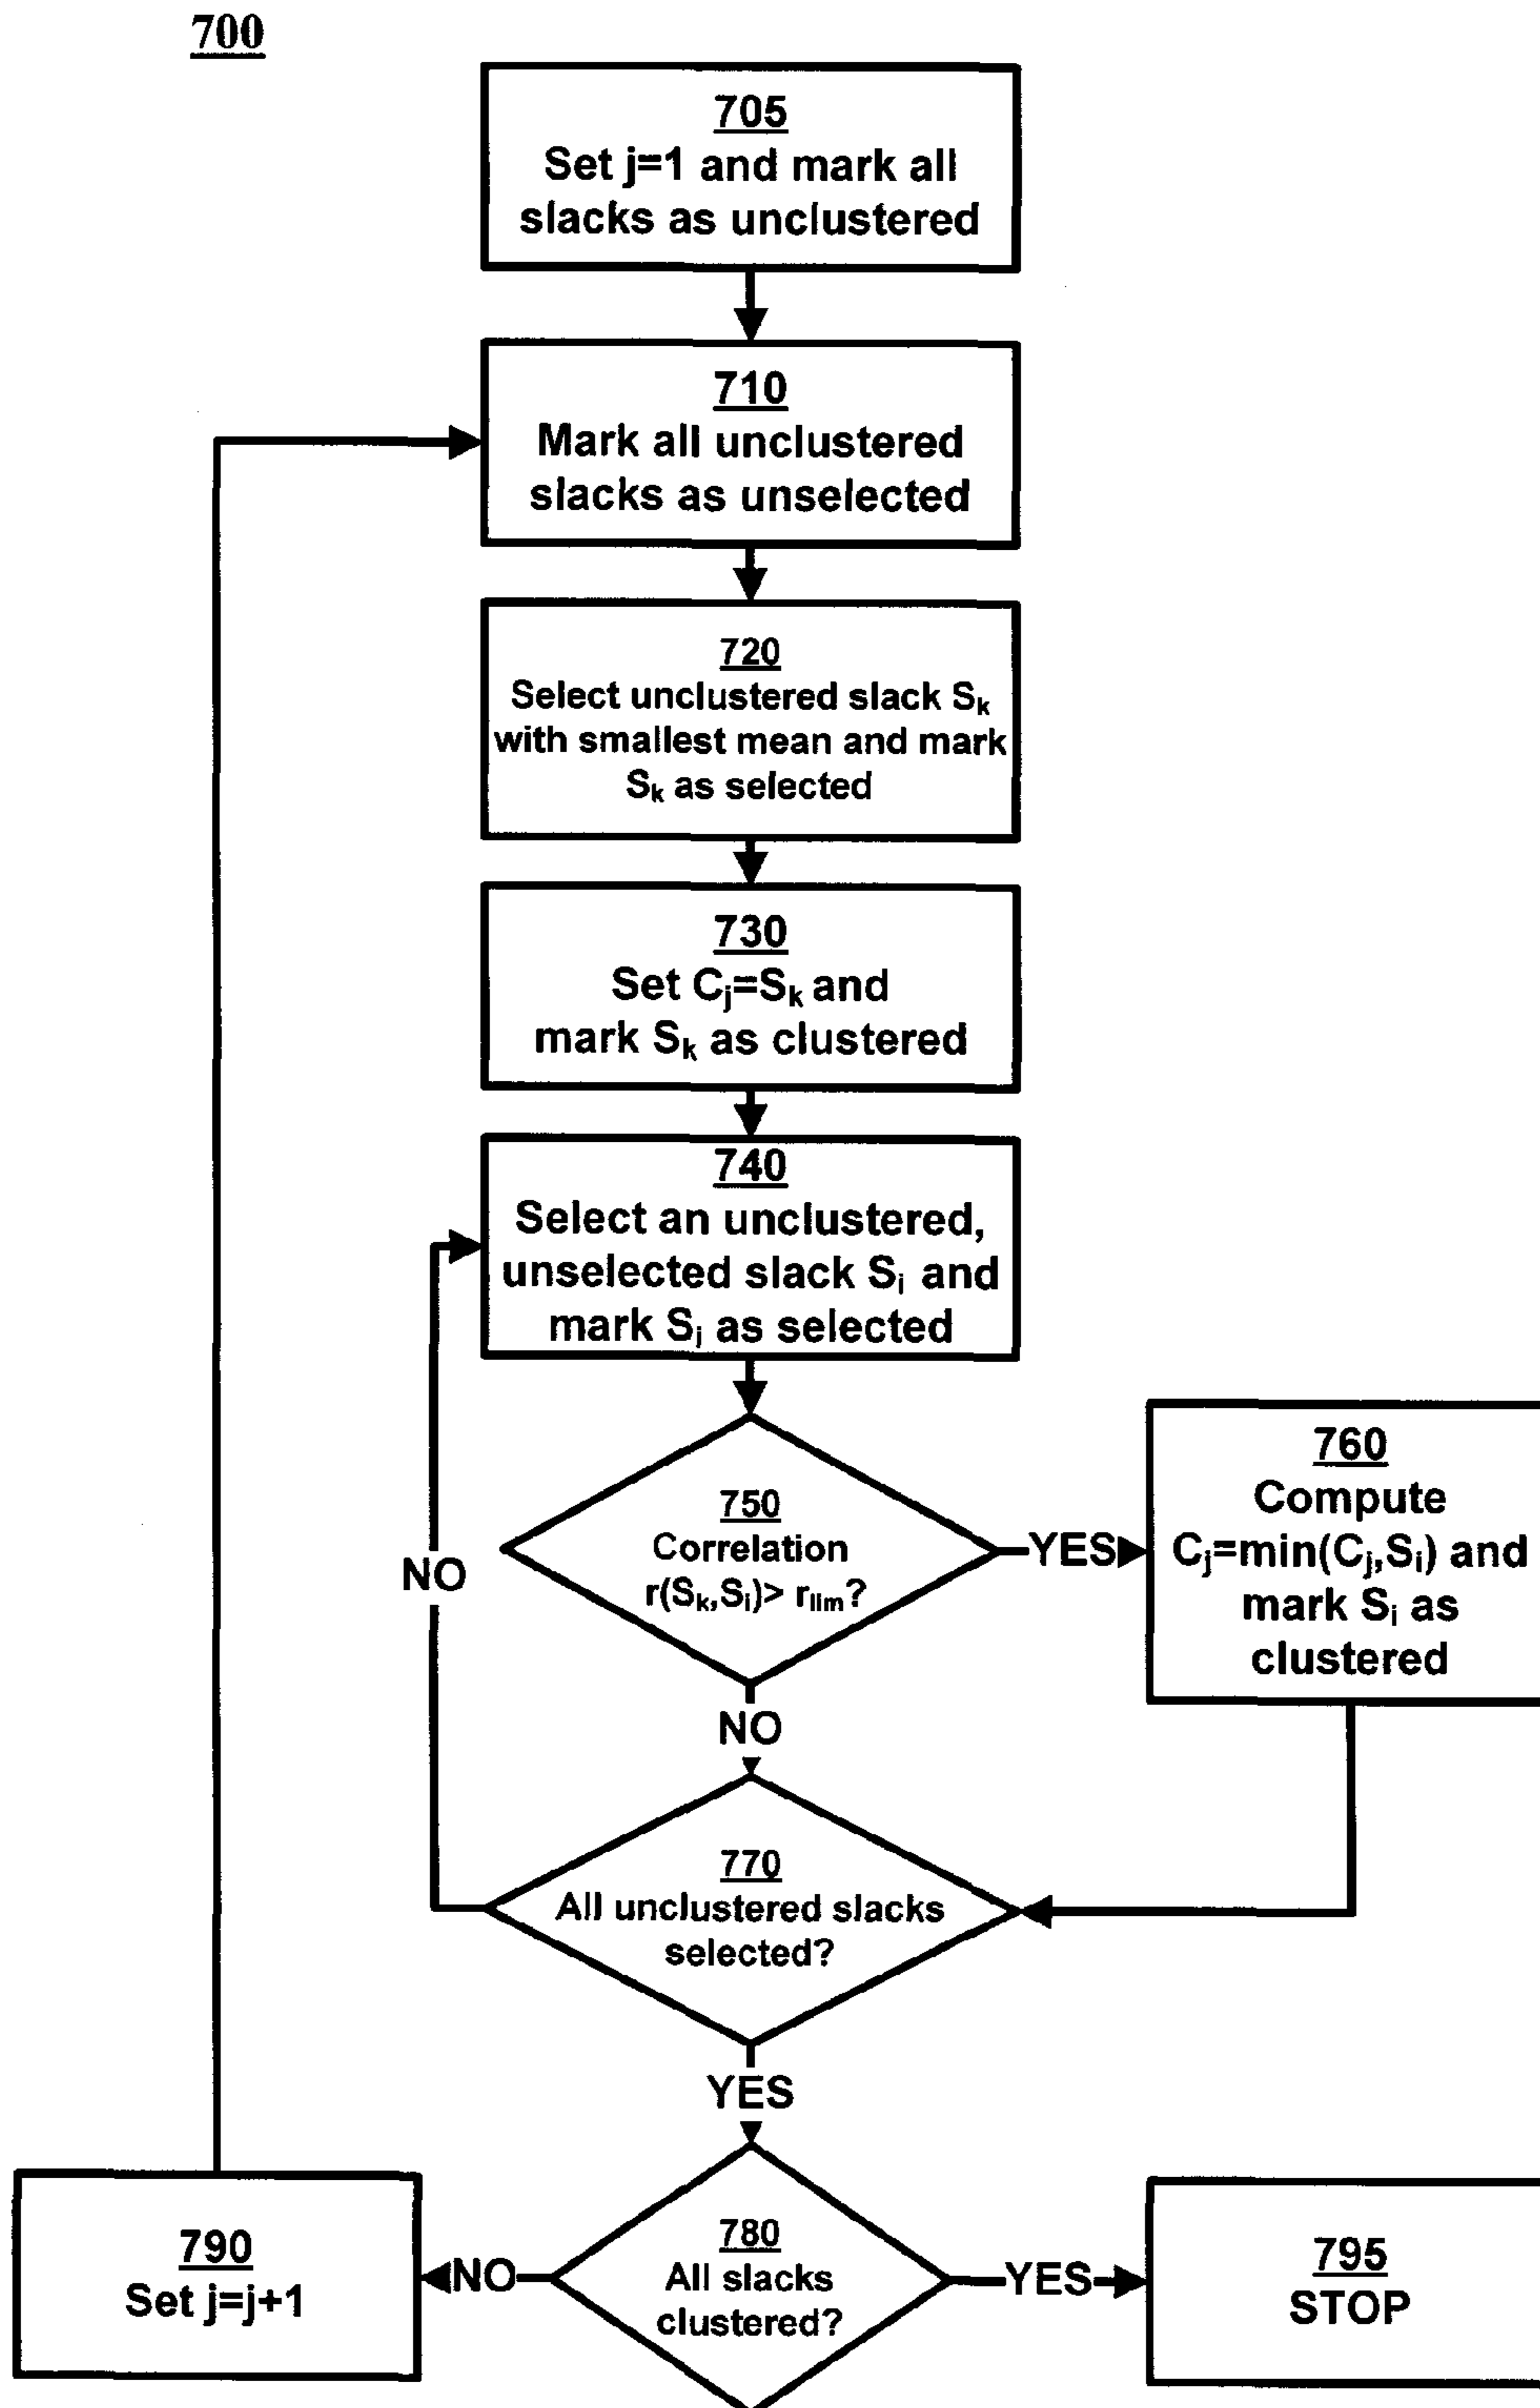 700
705
Set j=1 and mark all
slacks as unclustered
710
Mark all unclustered
slacks as unselected
720
Select unclustered slack Sk
with smallest mean and mark
Sk as selected
730
Set Cj=Sk and
mark Sk as clustered
740
Select an unclustered,
unselected slack Si and
mark Si as selected
750
Correlation
r(Sk,Si)> rlim?
YES
760
Compute
Cj=min(Cj,Si) and
mark Si as
clustered
NO
NO
770
All unclustered slacks
selected?
YES
780
All slacks
clustered?
NO
790
Set j=j+1
YES
795
STOP